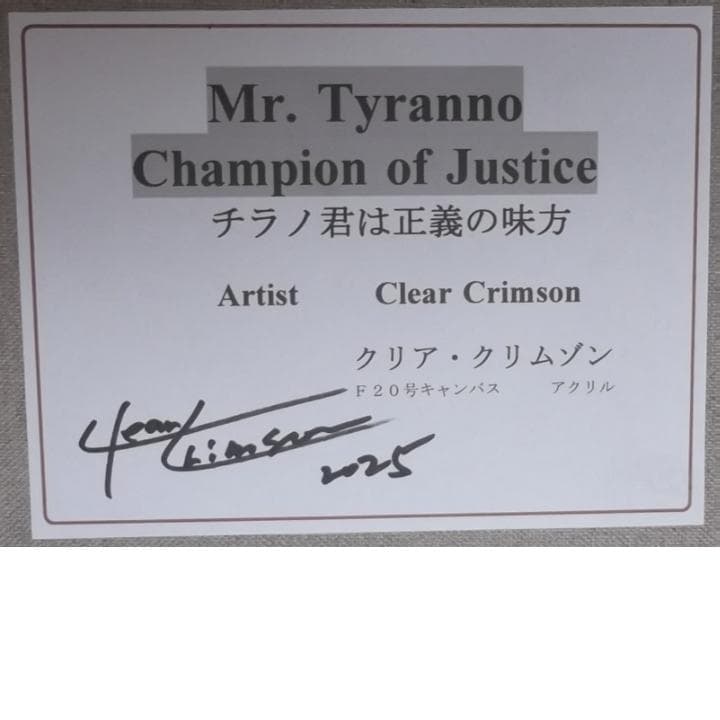 Mr. Tyranno
Champion of Justice
チラノ君は正義の味方
Artist Clear Crimson
クリア・クリムゾン
F20号キャンバス アクリル
Clear Crimson
2025